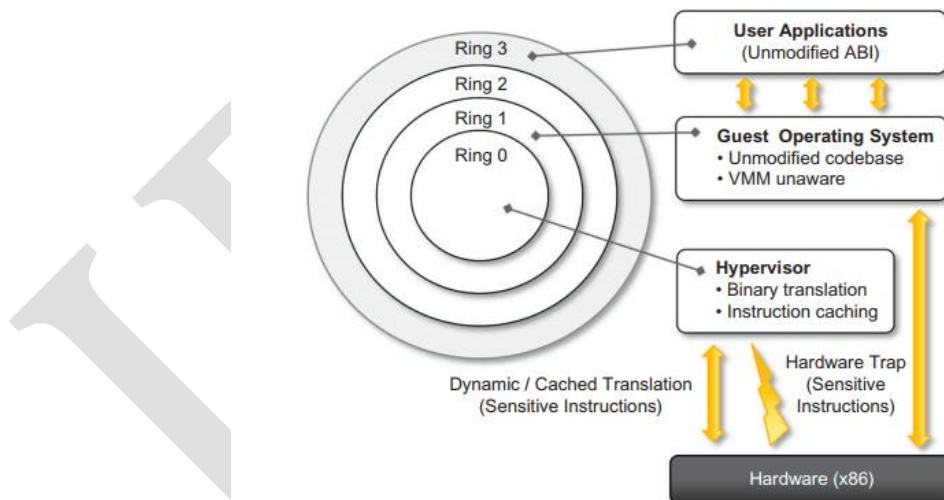 Ring 3
Ring 2
Ring 1
Ring 0
User Applications
(Unmodified ABI)
Guest Operating System
• Unmodified codebase
• VMM unaware
Hypervisor
• Binary translation
• Instruction caching
Dynamic / Cached Translation
(Sensitive Instructions)
Hardware Trap
(Sensitive
Instructions)
Hardware (x86)